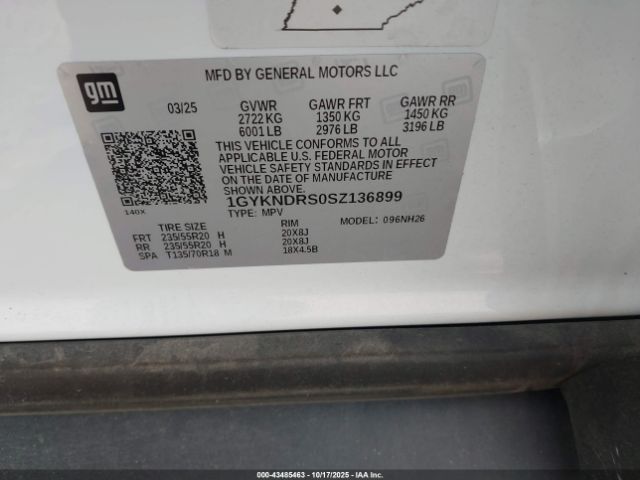 MFD BY GENERAL MOTORS LLC
gm
03/25 GVWR GAWR FRT GAWR RR
2722 KG 1350 KG 1450 KG
6001 LB 2976 LB 3196 LB
THIS VEHICLE CONFORMS TO ALL
APPLICABLE U.S. FEDERAL MOTOR
VEHICLE SAFETY STANDARDS IN EFFECT
ON THE DATE OF MANUFACTURE
SHOWN ABOVE.
1GYKNDRS0SZ136899
140X TYPE: MPV MODEL: 096NH26
TIRE SIZE RIM
FRT 235/55R20 H 20X8J
RR 235/55R20 H 20X8J
SPA T135/70R18 M 18X4.5B
000-43485463 - 10/17/2025 - IAAI.COM